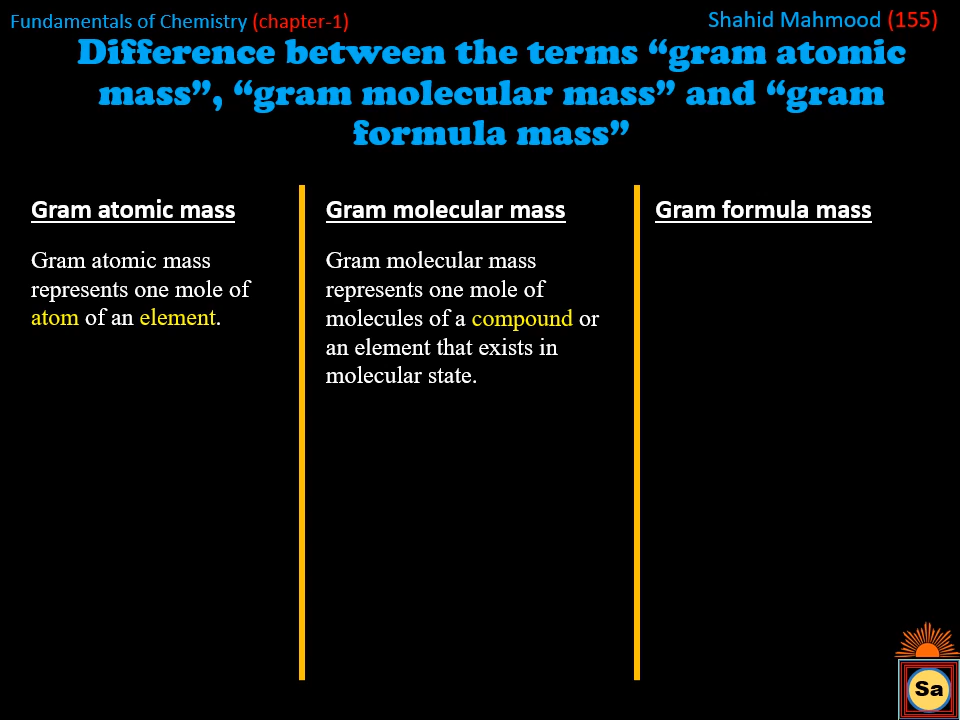 Fundamentals of Chemistry (chapter-1)
Shahid Mahmood (155)
Difference between the terms “gram atomic
mass”, “gram molecular mass” and “gram
formula mass”
Gram atomic mass
Gram atomic mass
represents one mole of
atom of an element.
Gram molecular mass
Gram molecular mass
represents one mole of
molecules of a compound or
an element that exists in
molecular state.
Gram formula mass
Sa